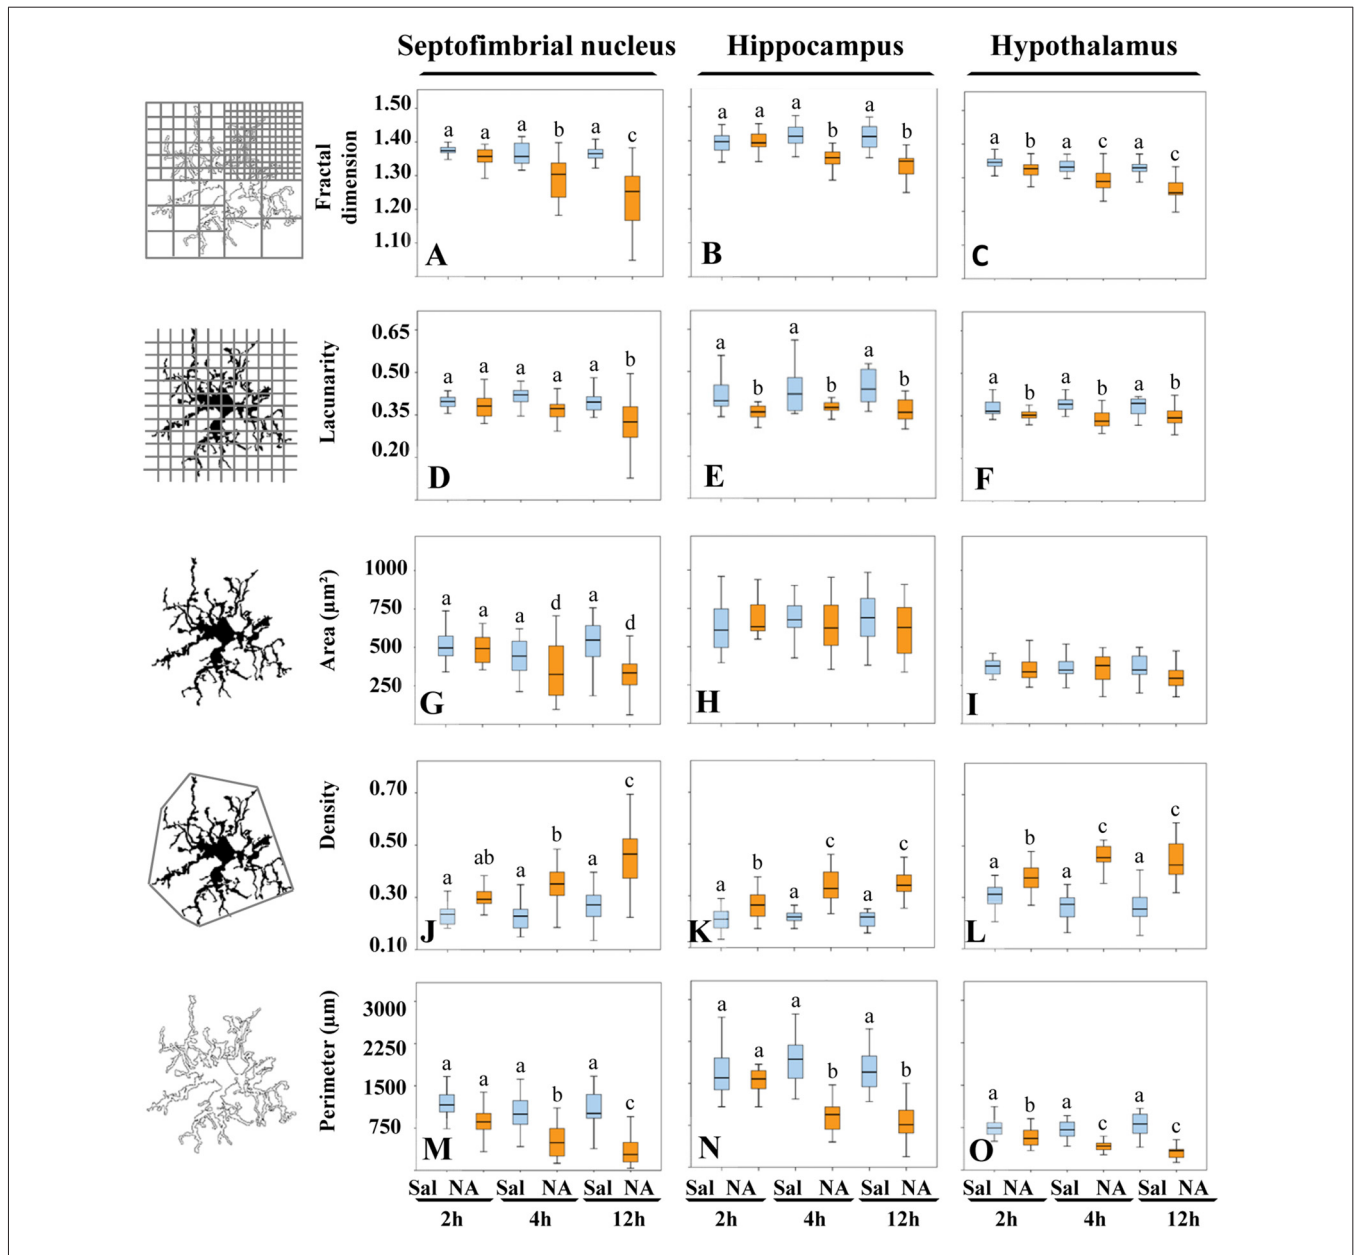 Septofimbrial nucleus Hippocampus Hypothalamus
Fractal
dimension
1.50
1.40
1.30
1.20
1.10
a a a b a c
A
a a a b a b
B
a b a c a c
C
Lacunarity
0.65
0.50
0.35
0.20
a a a a a b
D
a b a b a b
E
a b a b a b
F
Area (µm²)
1000
750
500
250
a a a d a d
G
H
I
Density
0.70
0.50
0.30
0.10
a ab a b a c
J
a b a c a c
K
a b a c a c
L
Perimeter (µm)
3000
2250
1500
750
a a a b a c
M
a a a b a b
N
a b a c a c
O
Sal NA Sal NA Sal NA Sal NA Sal NA Sal NA Sal NA Sal NA Sal NA
2h 4h 12h 2h 4h 12h 2h 4h 12h